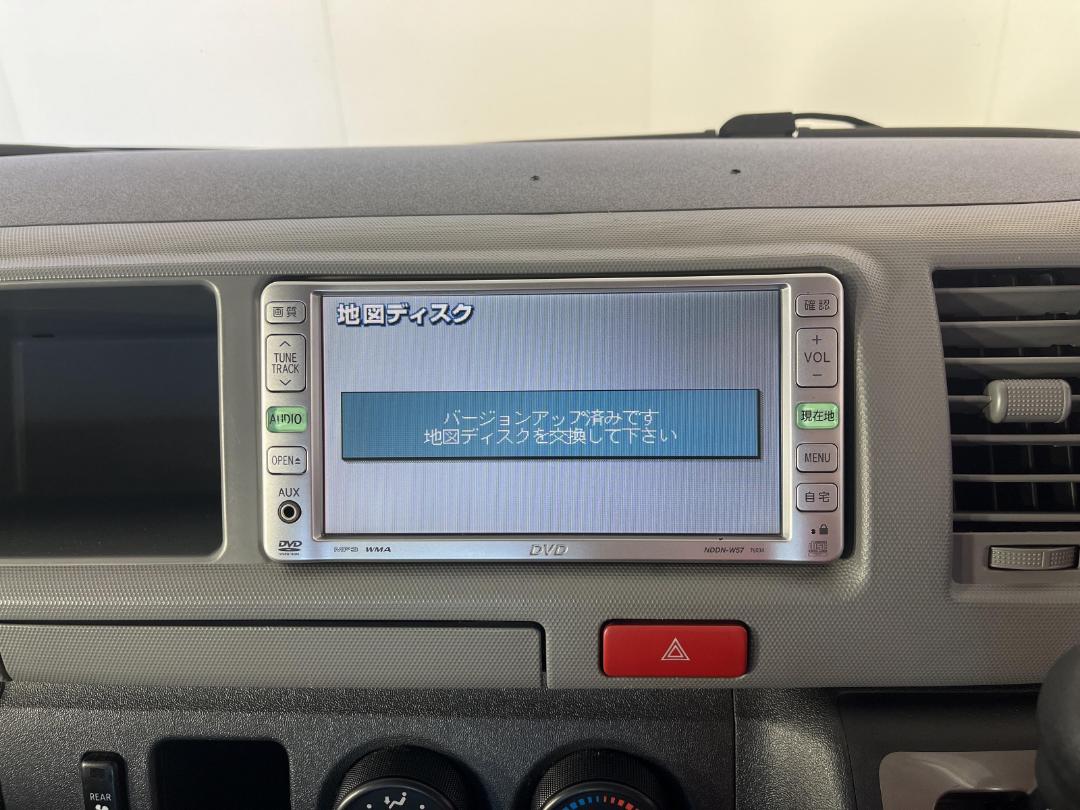 画質
TUNE
TRACK
AUDIO
OPEN
AUX
DVD
地図ディスク
バージョンアップ済みです
地図ディスクを交換して下さい
確認
+
VOL
−
現在地
MENU
自宅
MP3 WMA
DVD
NDDN-W57
REAR